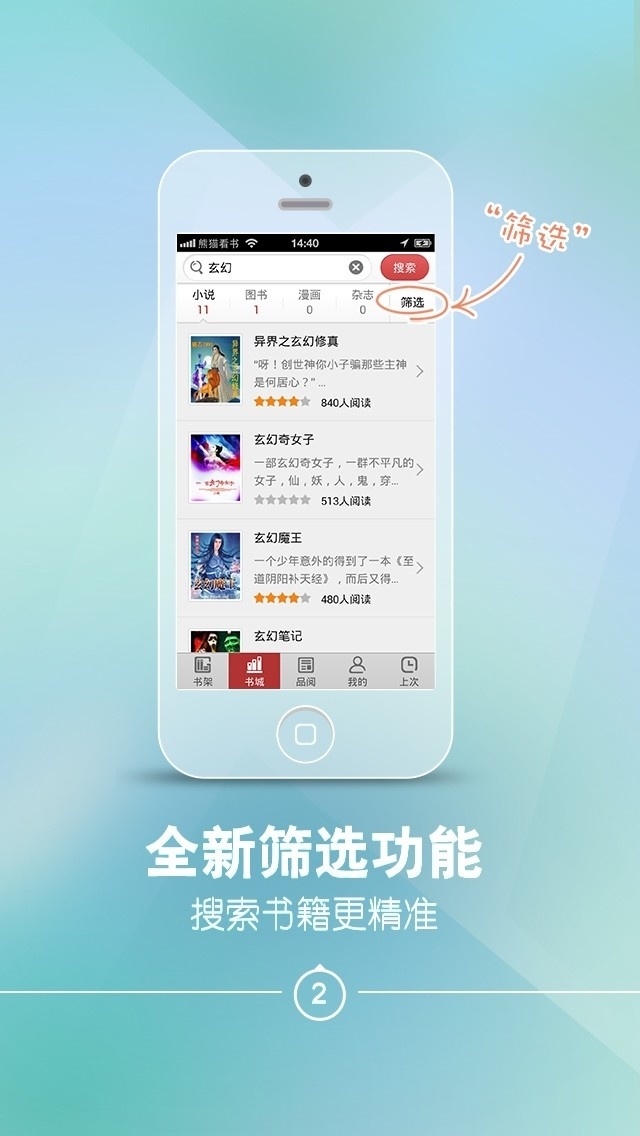 熊猫看书 14:40
玄幻 搜索
“筛选”
小说 图书 漫画 杂志 筛选
11 1 0 0
异界之玄幻修真
“呀！创世神你小子骗那些主神
是何居心？” ...
840人阅读
玄幻奇女子
一部玄幻奇女子，一群不平凡的
女子，仙，妖，人，鬼，穿...
513人阅读
玄幻魔王
一个少年意外的得到了一本《至
道阴阳补天经》，而后又得...
玄幻魔王
480人阅读
玄幻笔记
书架 书城 品阅 我的 上次
全新筛选功能
搜索书籍更精准
2